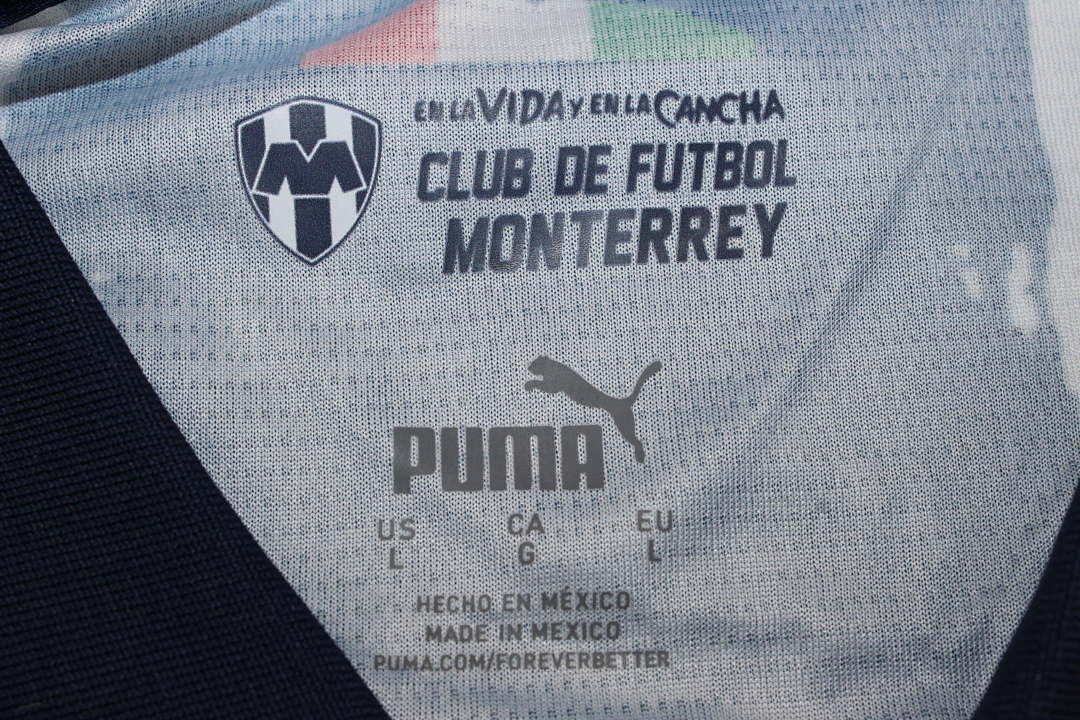 EN LA VIDA Y EN LA CANCHA
CLUB DE FUTBOL
MONTERREY
M
PUMA
US CA EU
L G L
HECHO EN MÉXICO
MADE IN MEXICO
PUMA.COM/FOREVERBETTER